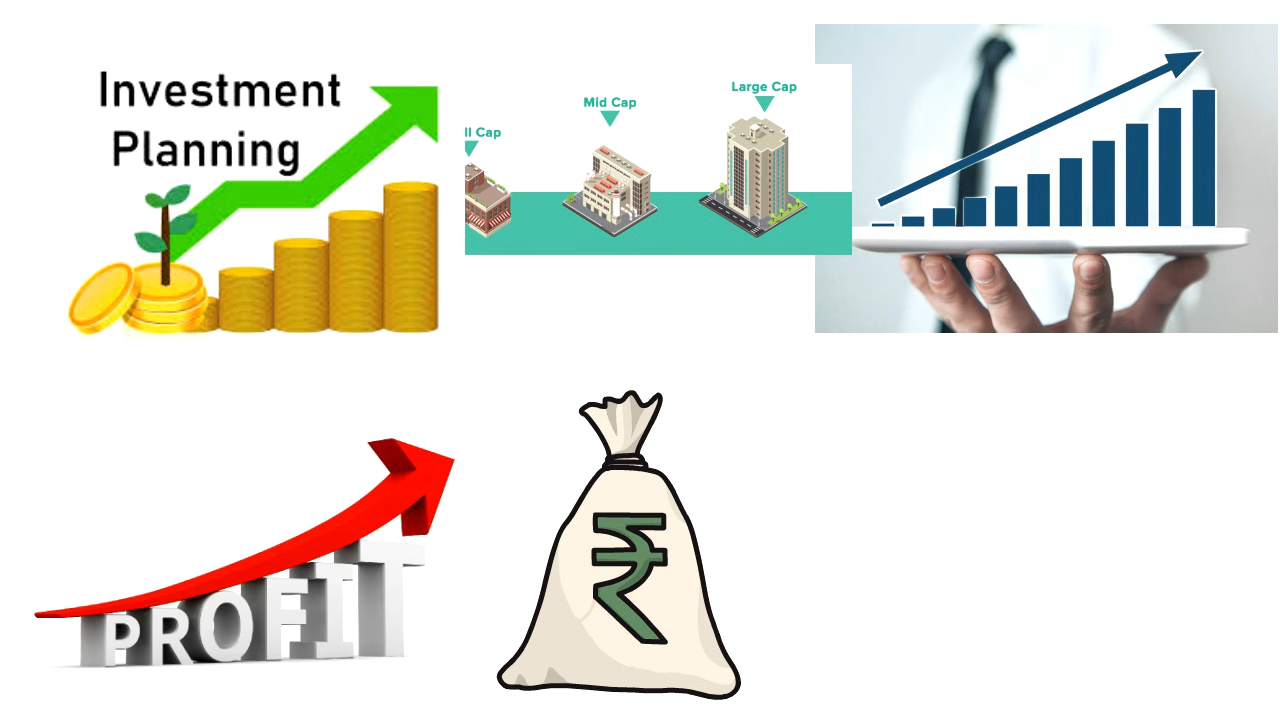 Investment
Planning
ll Cap
Mid Cap
Large Cap
PROFIT
₹